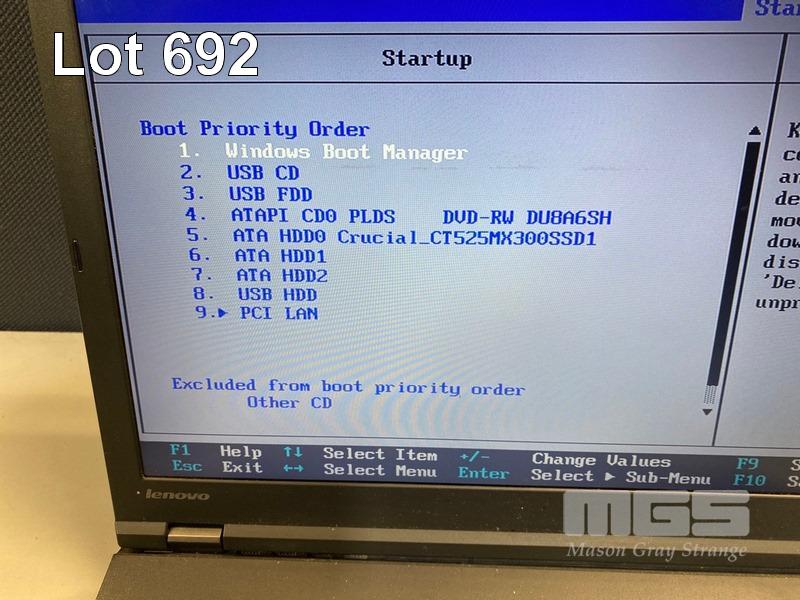 Lot 692
Startup
Boot Priority Order
1. Windows Boot Manager
2. USB CD
3. USB FDD
4. ATAPI CD0 PLDS DVD-RW DU8A6SH
5. ATA HDD0 Crucial_CT525MX300SSD1
6. ATA HDD1
7. ATA HDD2
8. USB HDD
9.▶ PCI LAN
Excluded from boot priority order
Other CD
F1 Help ↑↓ Select Item +/- Change Values F9
Esc Exit ←→ Select Menu Enter Select ▶ Sub-Menu F10
lenovo
MGS
Mason Gray Strange